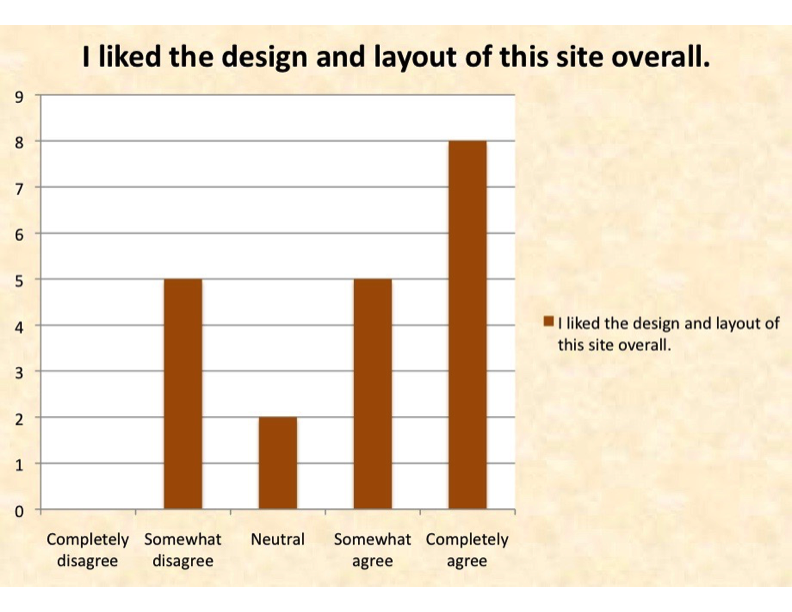 I liked the design and layout of this site overall.
9
8
7
6
5
4
3
2
1
0
I liked the design and layout of
this site overall.
Completely disagree
Somewhat disagree
Neutral
Somewhat agree
Completely agree